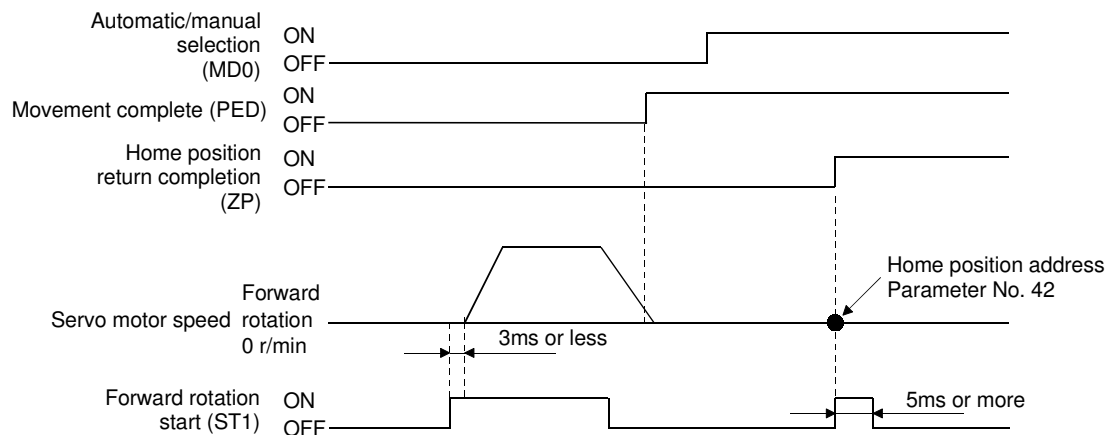 Automatic/manual
selection
(MD0)
ON
OFF
Movement complete (PED)
ON
OFF
Home position
return completion
(ZP)
ON
OFF
Home position address
Parameter No. 42
Servo motor speed
Forward
rotation
0 r/min
3ms or less
Forward rotation
start (ST1)
ON
OFF
5ms or more